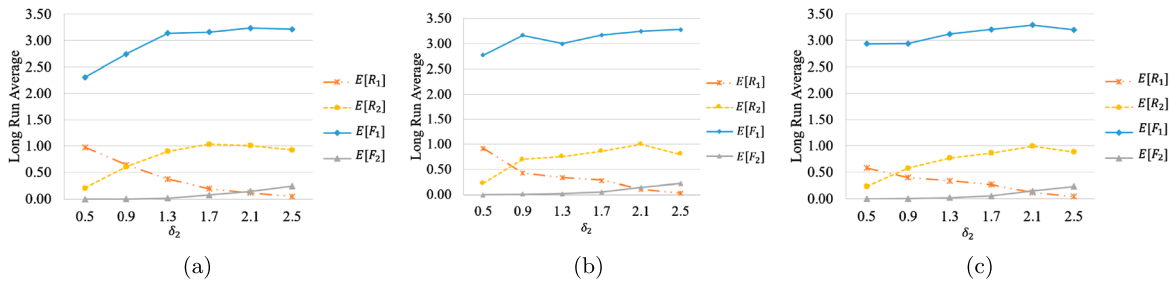 Long Run Average
3.50
3.00
2.50
2.00
1.50
1.00
0.50
0.00
0.5 0.9 1.3 1.7 2.1 2.5
δ₂
E[R₁]
E[R₂]
E[F₁]
E[F₂]
(a)
Long Run Average
3.50
3.00
2.50
2.00
1.50
1.00
0.50
0.00
0.5 0.9 1.3 1.7 2.1 2.5
δ₂
E[R₁]
E[R₂]
E[F₁]
E[F₂]
(b)
Long Run Average
3.50
3.00
2.50
2.00
1.50
1.00
0.50
0.00
0.5 0.9 1.3 1.7 2.1 2.5
δ₂
E[R₁]
E[R₂]
E[F₁]
E[F₂]
(c)